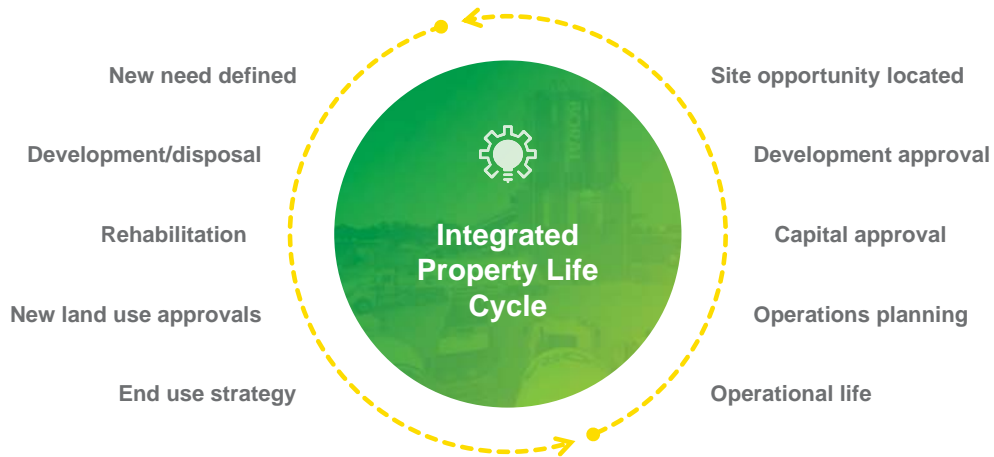 New need defined
Site opportunity located
Development/disposal
Development approval
Rehabilitation
Capital approval
Integrated
Property Life
Cycle
New land use approvals
Operations planning
End use strategy
Operational life
BORAL